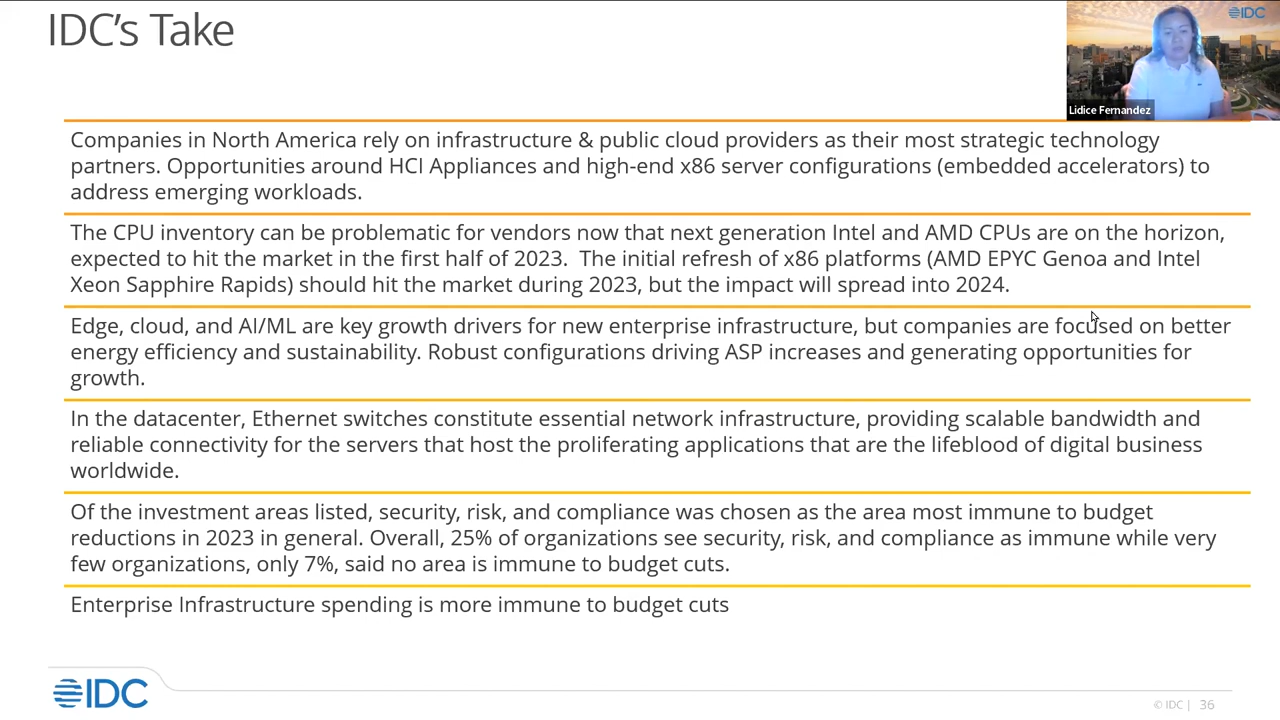 IDC's Take
IDC
Lidice Fernandez
Companies in North America rely on infrastructure & public cloud providers as their most strategic technology
partners. Opportunities around HCI Appliances and high-end x86 server configurations (embedded accelerators) to
address emerging workloads.
The CPU inventory can be problematic for vendors now that next generation Intel and AMD CPUs are on the horizon,
expected to hit the market in the first half of 2023.  The initial refresh of x86 platforms (AMD EPYC Genoa and Intel
Xeon Sapphire Rapids) should hit the market during 2023, but the impact will spread into 2024.
Edge, cloud, and AI/ML are key growth drivers for new enterprise infrastructure, but companies are focused on better
energy efficiency and sustainability. Robust configurations driving ASP increases and generating opportunities for
growth.
In the datacenter, Ethernet switches constitute essential network infrastructure, providing scalable bandwidth and
reliable connectivity for the servers that host the proliferating applications that are the lifeblood of digital business
worldwide.
Of the investment areas listed, security, risk, and compliance was chosen as the area most immune to budget
reductions in 2023 in general. Overall, 25% of organizations see security, risk, and compliance as immune while very
few organizations, only 7%, said no area is immune to budget cuts.
Enterprise Infrastructure spending is more immune to budget cuts
IDC
© IDC | 36